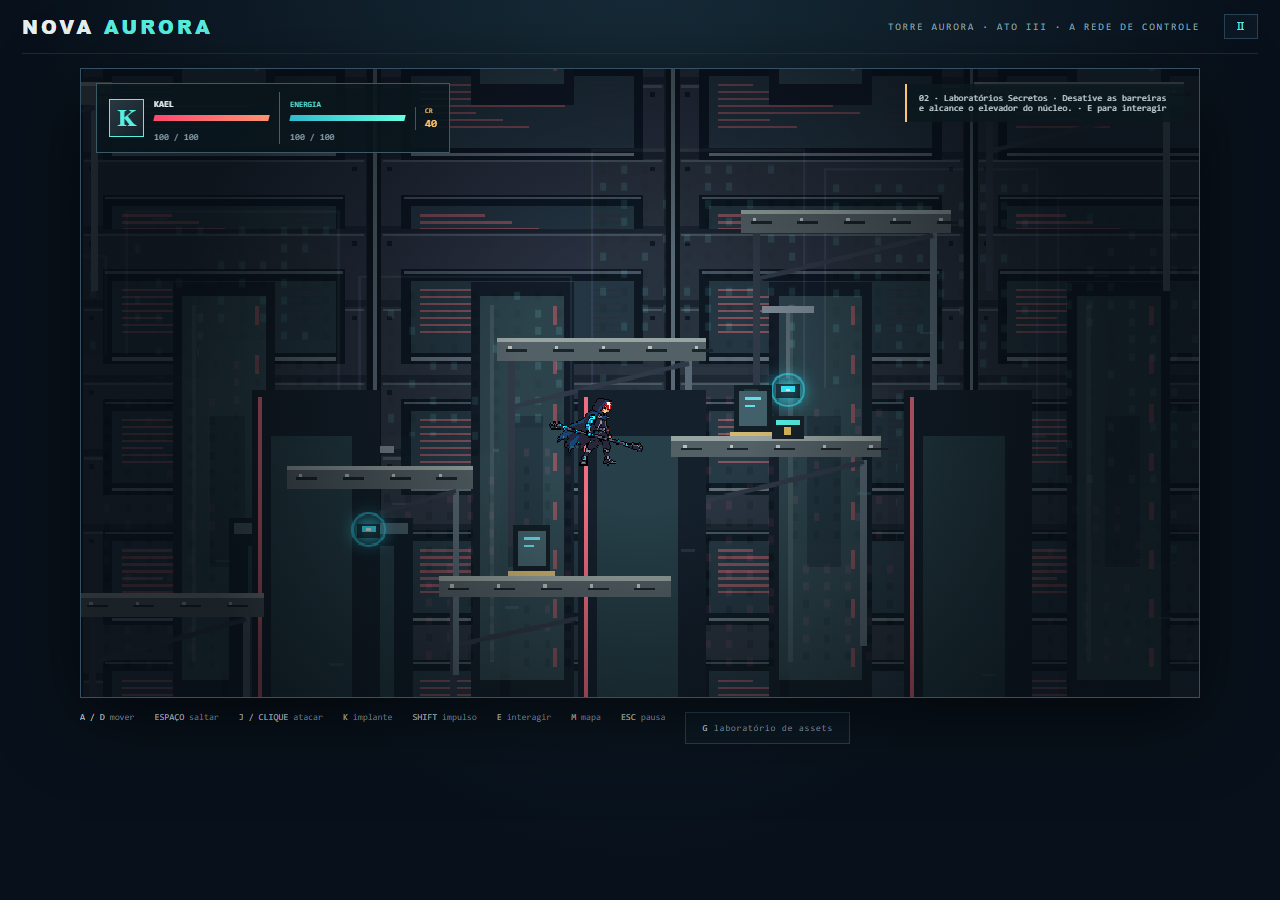 NOVA AURORA
TORRE AURORA · ATO III · A REDE DE CONTROLE
II
K
KAEL
100 / 100
ENERGIA
100 / 100
CR
40
02 · Laboratórios Secretos · Desative as barreiras
e alcance o elevador do núcleo. · E para interagir
A / D mover
ESPAÇO saltar
J / CLIQUE atacar
K implante
SHIFT impulso
E interagir
M mapa
ESC pausa
G laboratório de assets